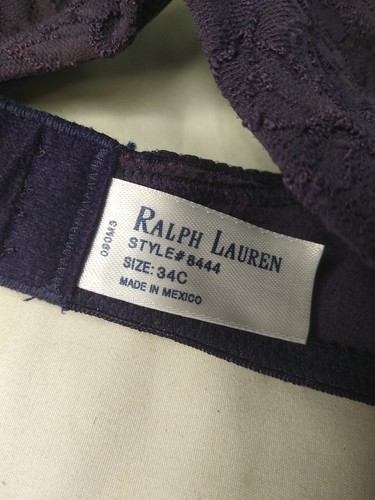 RALPH LAUREN
STYLE# 8444
SIZE: 34C
MADE IN MEXICO
090M3